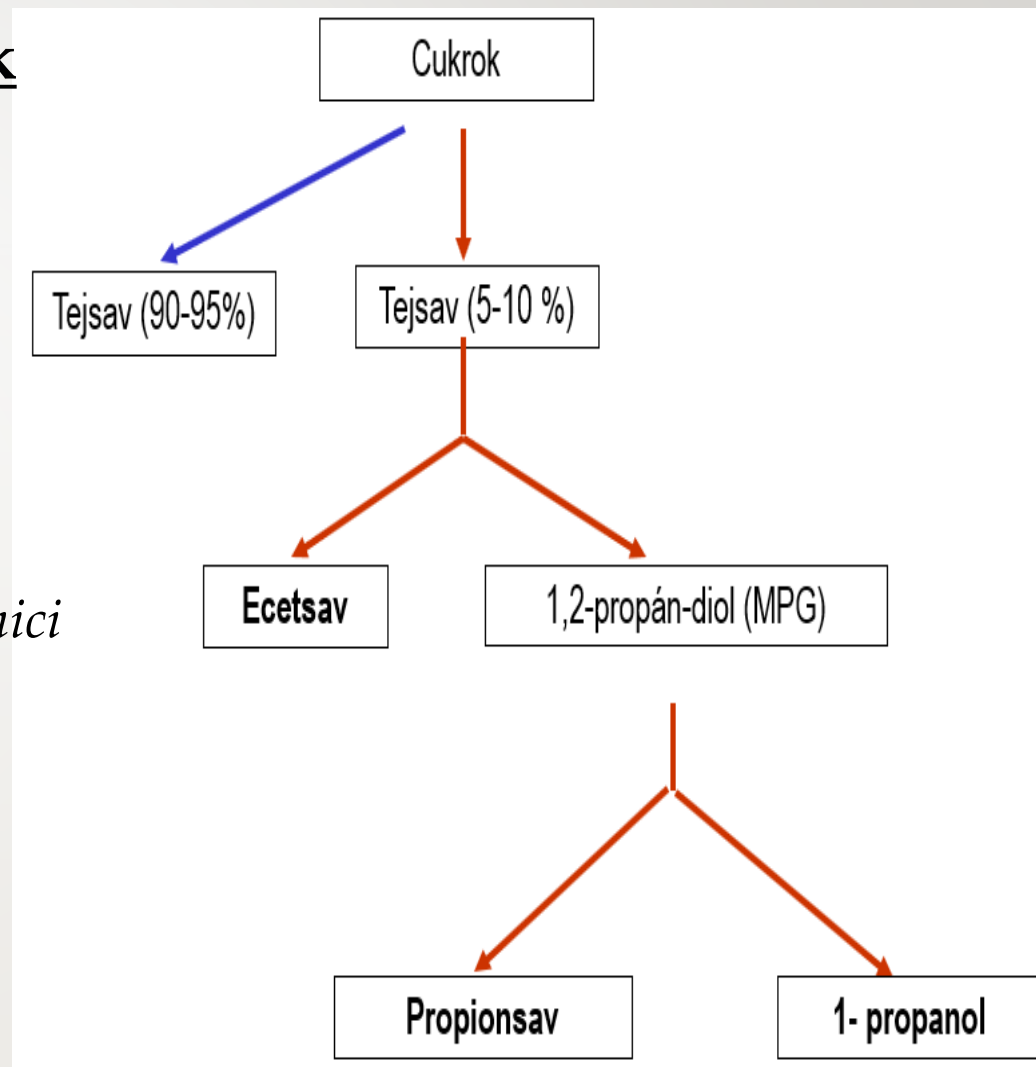 Cukrok
Tejsav (90-95%)
Tejsav (5-10 %)
Ecetsav
1,2-propán-diol (MPG)
Propionsav
1- propanol